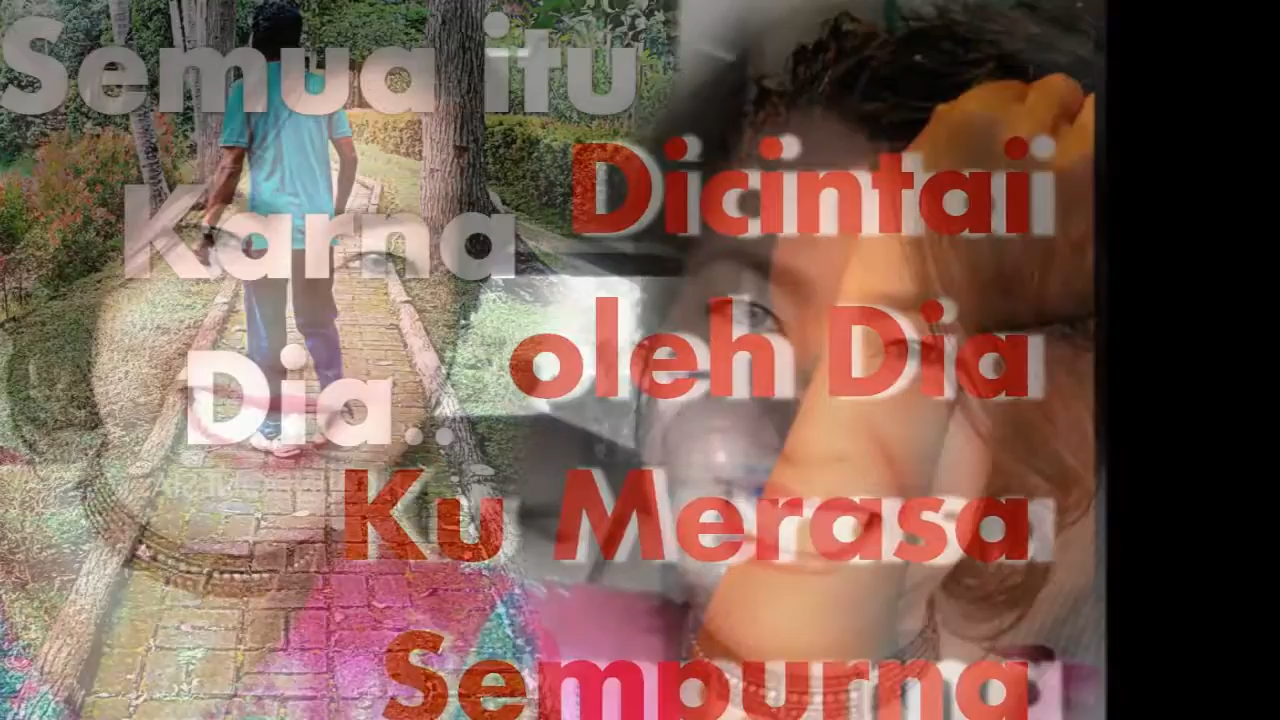 Semua itu
Karna
Dia..
Dicintai
oleh Dia
Ku Merasa
Sempurna